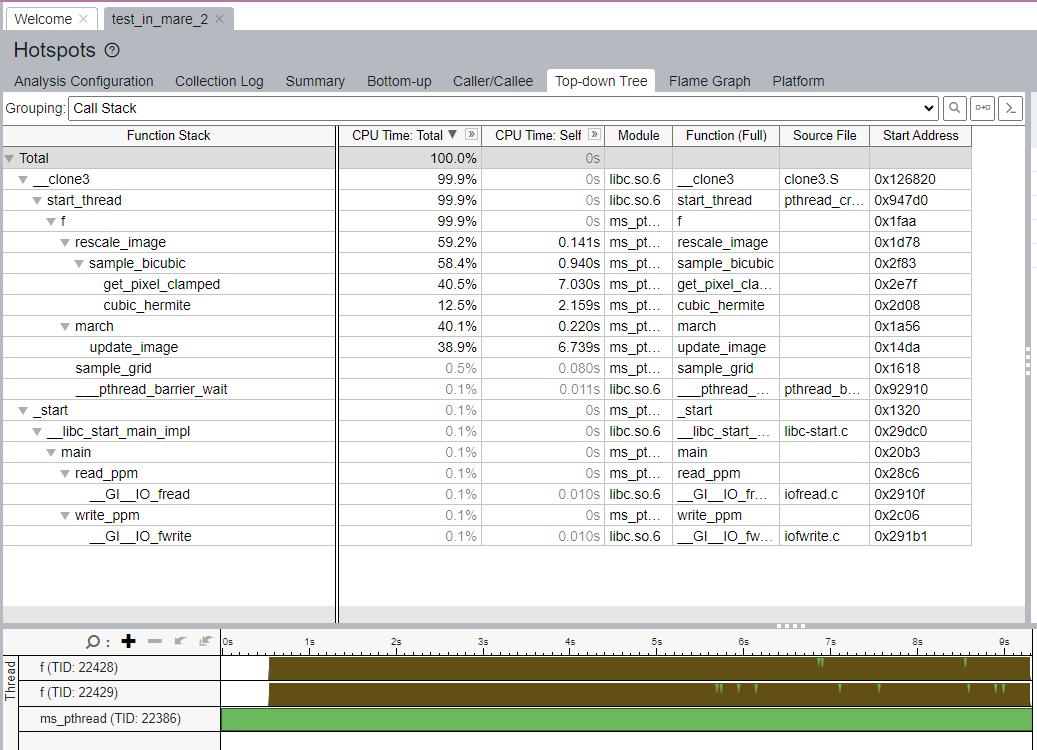 Welcome × test_in_mare_2 ×
Hotspots ?
Analysis Configuration Collection Log Summary Bottom-up Caller/Callee Top-down Tree Flame Graph Platform
Grouping: Call Stack
Function Stack CPU Time: Total ▼ » CPU Time: Self » Module Function (Full) Source File Start Address
Total 100.0% 0s
__clone3 99.9% 0s libc.so.6 __clone3 clone3.S 0x126820
start_thread 99.9% 0s libc.so.6 start_thread pthread_cr... 0x947d0
f 99.9% 0s ms_pt... f 0x1faa
rescale_image 59.2% 0.141s ms_pt... rescale_image 0x1d78
sample_bicubic 58.4% 0.940s ms_pt... sample_bicubic 0x2f83
get_pixel_clamped 40.5% 7.030s ms_pt... get_pixel_cla... 0x2e7f
cubic_hermite 12.5% 2.159s ms_pt... cubic_hermite 0x2d08
march 40.1% 0.220s ms_pt... march 0x1a56
update_image 38.9% 6.739s ms_pt... update_image 0x14da
sample_grid 0.5% 0.080s ms_pt... sample_grid 0x1618
___pthread_barrier_wait 0.1% 0.011s libc.so.6 ___pthread_... pthread_b... 0x92910
_start 0.1% 0s ms_pt... _start 0x1320
__libc_start_main_impl 0.1% 0s libc.so.6 __libc_start_... libc-start.c 0x29dc0
main 0.1% 0s ms_pt... main 0x20b3
read_ppm 0.1% 0s ms_pt... read_ppm 0x28c6
__GI__IO_fread 0.1% 0.010s libc.so.6 __GI__IO_fr... iofread.c 0x2910f
write_ppm 0.1% 0s ms_pt... write_ppm 0x2c06
__GI__IO_fwrite 0.1% 0.010s libc.so.6 __GI__IO_fw... iofwrite.c 0x291b1
0s 1s 2s 3s 4s 5s 6s 7s 8s 9s
Thread
f (TID: 22428)
f (TID: 22429)
ms_pthread (TID: 22386)